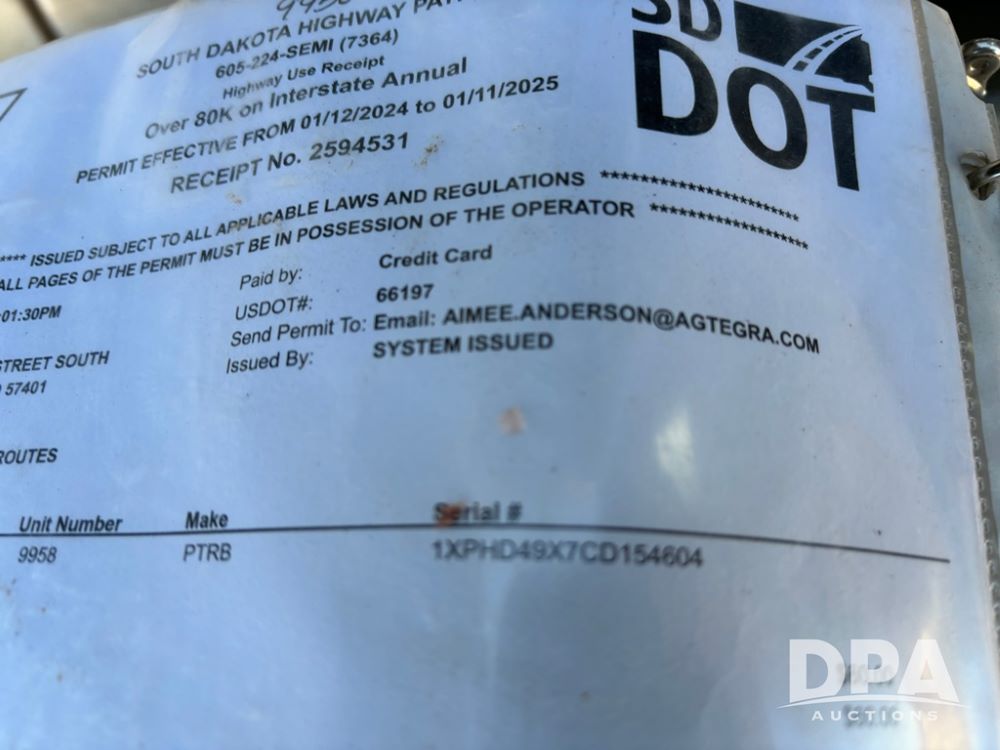 SOUTH DAKOTA HIGHWAY
605-224-SEMI (7364)
Highway Use Receipt
Over 80K on Interstate Annual
PERMIT EFFECTIVE FROM 01/12/2024 to 01/11/2025
RECEIPT No. 2594531
SD
DOT
**** ISSUED SUBJECT TO ALL APPLICABLE LAWS AND REGULATIONS ********************
ALL PAGES OF THE PERMIT MUST BE IN POSSESSION OF THE OPERATOR ****************
:01:30PM
Paid by: Credit Card
USDOT#: 66197
Send Permit To: Email: AIMEE.ANDERSON@AGTEGRA.COM
Issued By: SYSTEM ISSUED
STREET SOUTH
57401
ROUTES
Unit Number Make Serial #
9958 PTRB 1XPHD49X7CD154604
DPA
AUCTIONS